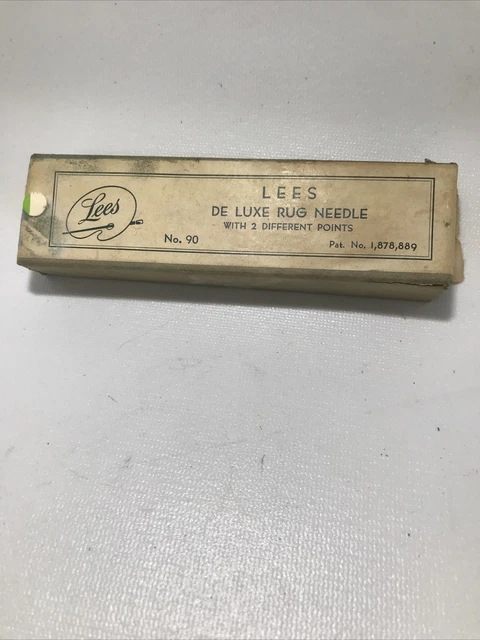 Lees
LEES
DE LUXE RUG NEEDLE
WITH 2 DIFFERENT POINTS
No. 90
Pat. No. 1,878,889